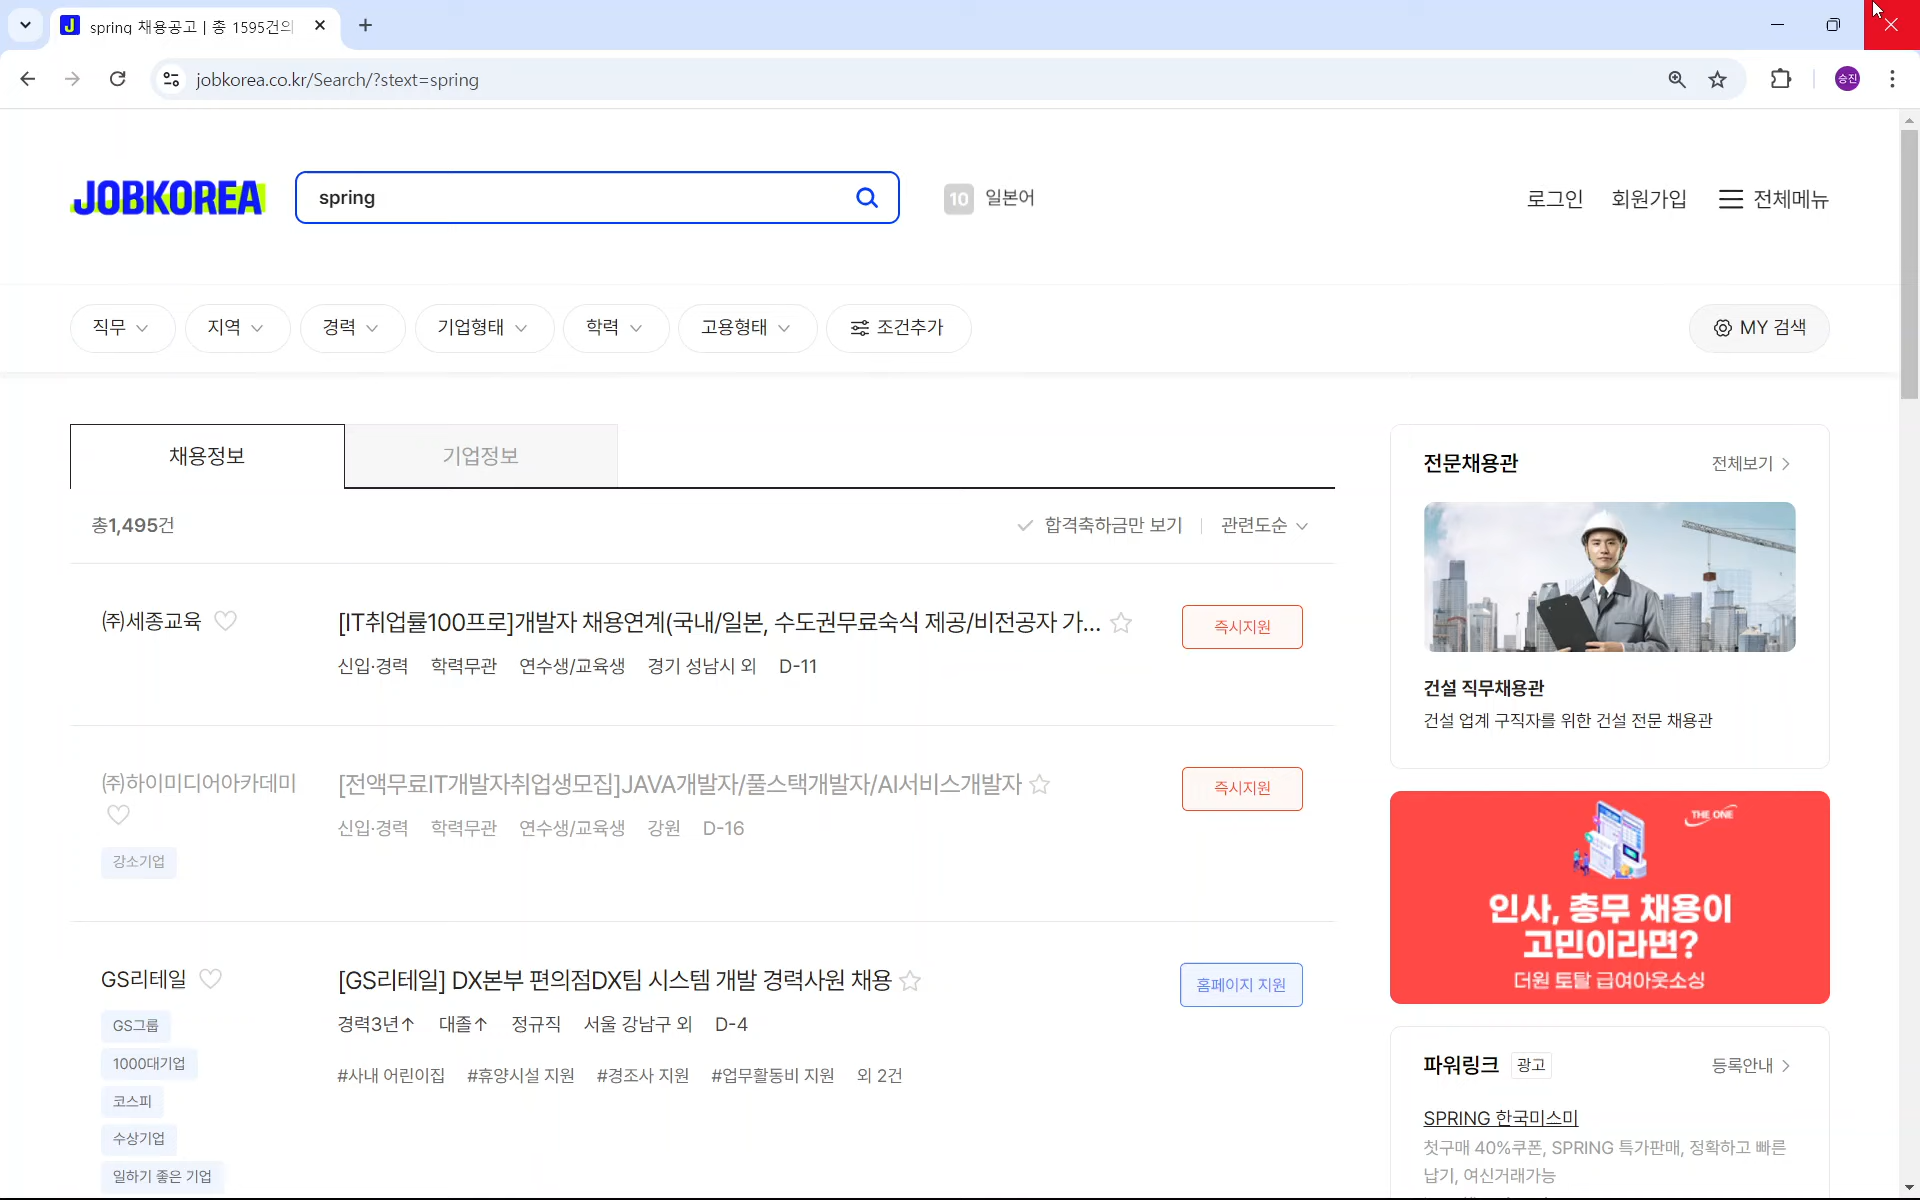 spring 채용공고 | 총 1595건의
jobkorea.co.kr/Search/?stext=spring
승진
JOBKOREA
spring
10 일본어
로그인 회원가입 전체메뉴
직무 지역 경력 기업형태 학력 고용형태 조건추가
MY 검색
채용정보 기업정보
총1,495건
합격축하금만 보기 | 관련도순
㈜세종교육
[IT취업률100프로]개발자 채용연계(국내/일본, 수도권무료숙식 제공/비전공자 가...
즉시지원
신입·경력 학력무관 연수생/교육생 경기 성남시 외 D-11
㈜하이미디어아카데미
강소기업
[전액무료IT개발자취업생모집]JAVA개발자/풀스택개발자/AI서비스개발자
즉시지원
신입·경력 학력무관 연수생/교육생 강원 D-16
GS리테일
GS그룹
1000대기업
코스피
수상기업
일하기 좋은 기업
[GS리테일] DX본부 편의점DX팀 시스템 개발 경력사원 채용
홈페이지 지원
경력3년↑ 대졸↑ 정규직 서울 강남구 외 D-4
#사내 어린이집 #휴양시설 지원 #경조사 지원 #업무활동비 지원 외 2건
전문채용관
전체보기
건설 직무채용관
건설 업계 구직자를 위한 건설 전문 채용관
THE ONE
인사, 총무 채용이
고민이라면?
더원 토탈 급여아웃소싱
파워링크 광고
등록안내
SPRING 한국미스미
첫구매 40%쿠폰, SPRING 특가판매, 정확하고 빠른
납기, 여신거래가능